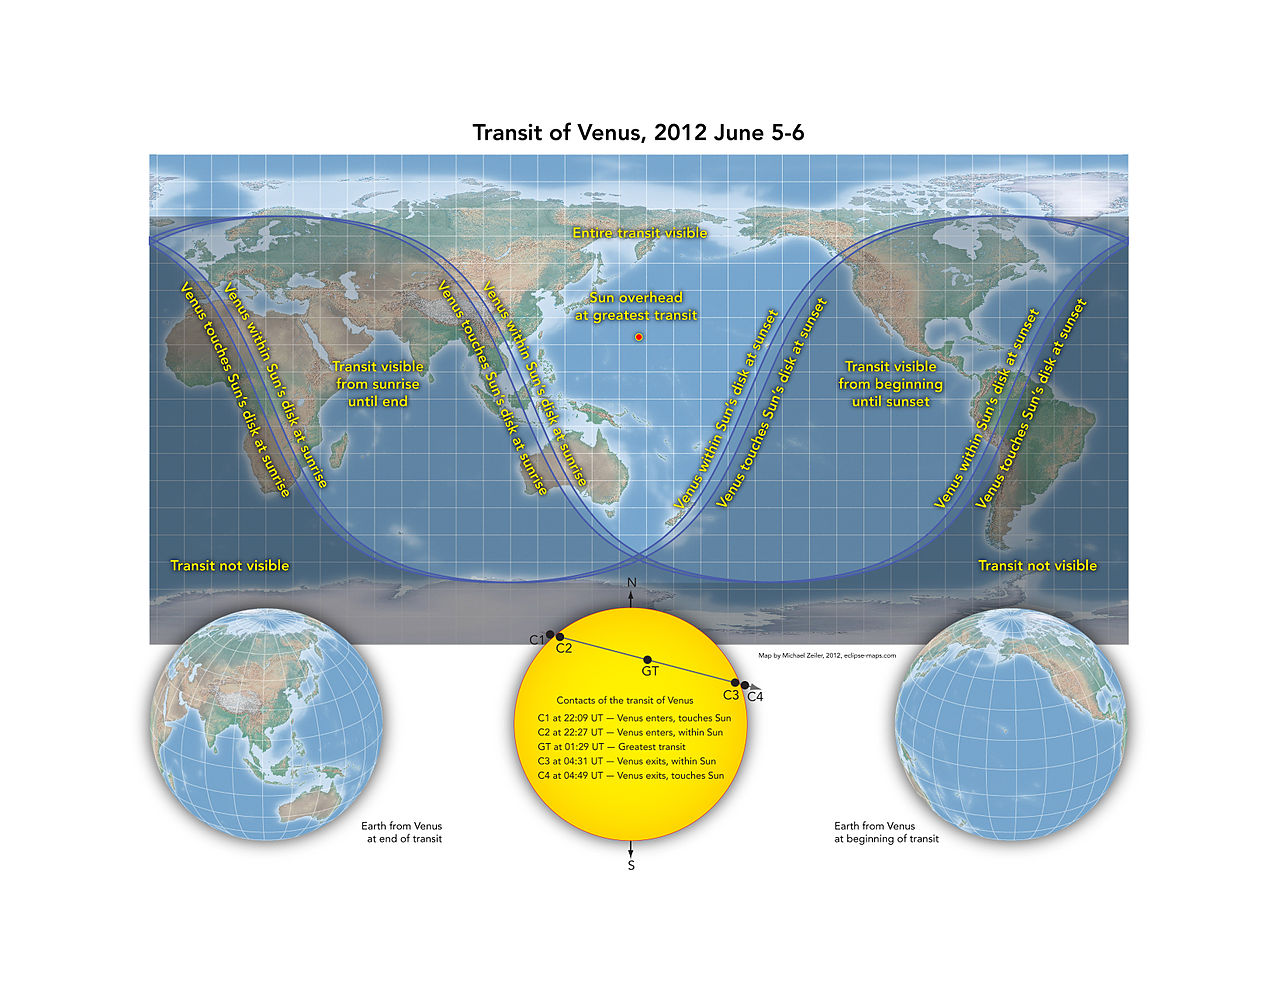 Transit of Venus, 2012 June 5-6
Entire transit visible
Sun overhead
at greatest transit
Venus touches Sun's disk at sunrise
Venus within Sun's disk at sunrise
Venus touches Sun's disk at sunrise
Venus within Sun's disk at sunrise
Venus within Sun's disk at sunset
Venus touches Sun's disk at sunset
Venus within Sun's disk at sunset
Venus touches Sun's disk at sunset
Transit visible
from sunrise
until end
Transit visible
from beginning
until sunset
Transit not visible
Transit not visible
N
C1
C2
GT
C3
C4
Map by Michael Zeiler, 2012, eclipse-maps.com
Contacts of the transit of Venus
C1 at 22:09 UT — Venus enters, touches Sun
C2 at 22:27 UT — Venus enters, within Sun
GT at 01:29 UT — Greatest transit
C3 at 04:31 UT — Venus exits, within Sun
C4 at 04:49 UT — Venus exits, touches Sun
Earth from Venus
at end of transit
Earth from Venus
at beginning of transit
S